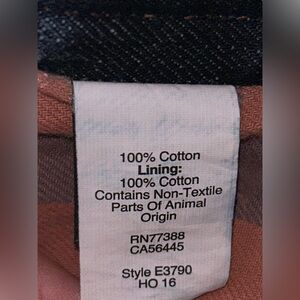 100% Cotton
Lining:
100% Cotton
Contains Non-Textile
Parts Of Animal
Origin
RN77388
CA56445
Style E3790
HO 16